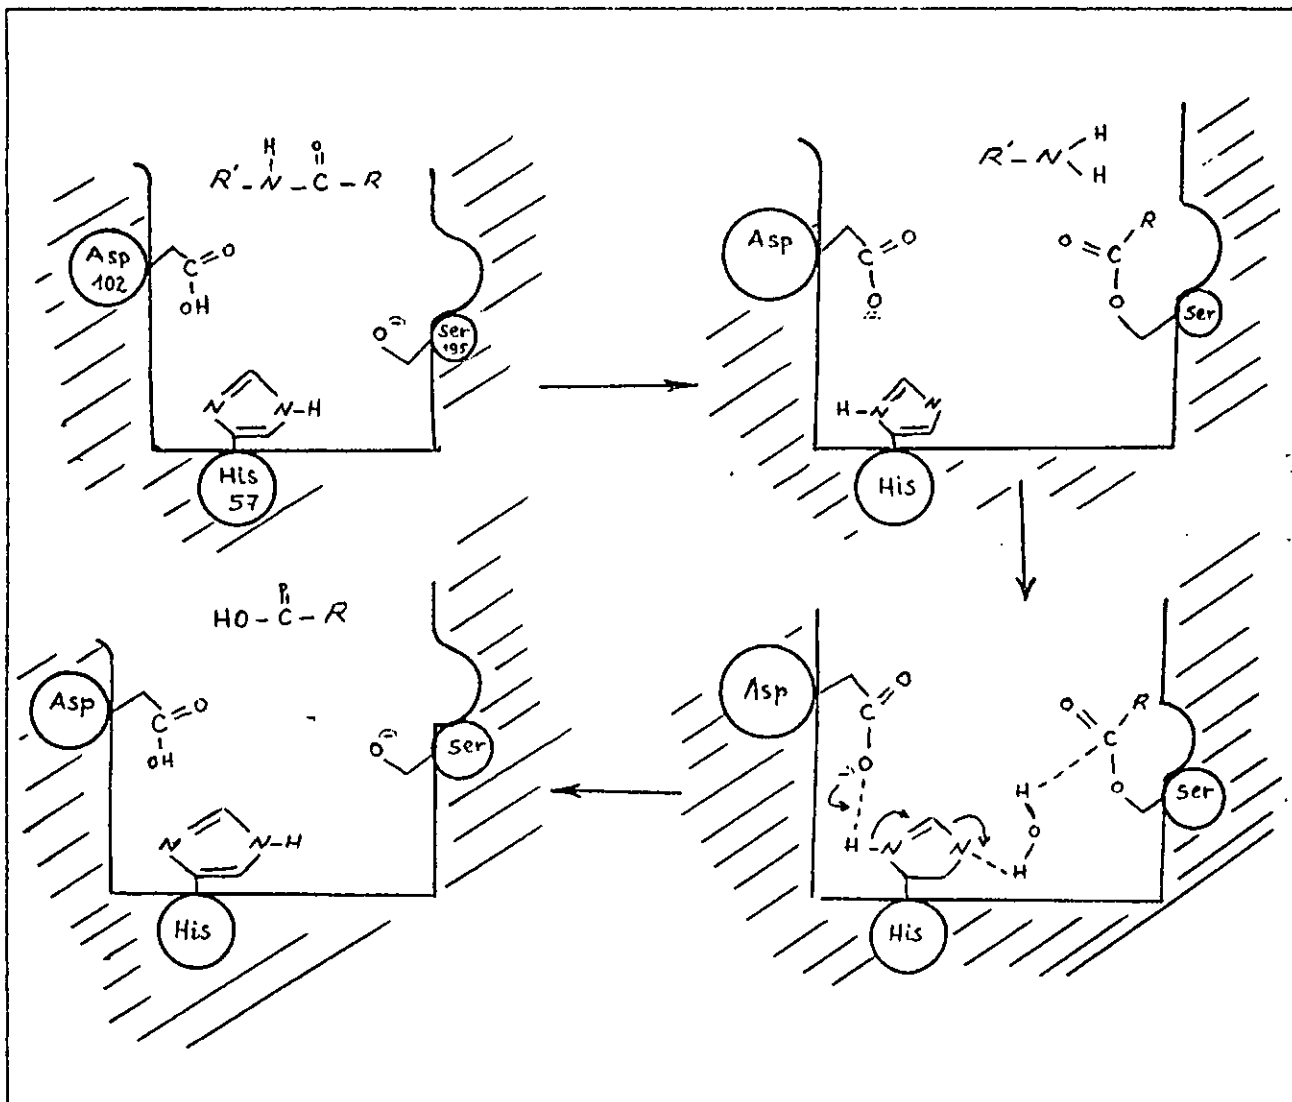 H O
R' - N - C - R
Asp
102
C = O
OH
O⁻
Ser
195
N N-H
His
57
H
R' - N
H
Asp
C = O
O
R
O = C
O
Ser
H - N N
His
O
HO - C - R
Asp
C = O
OH
O⁻
Ser
N N-H
His
Asp
C = O
O
R
O = C
O
Ser
H
O
H
H - N N
His